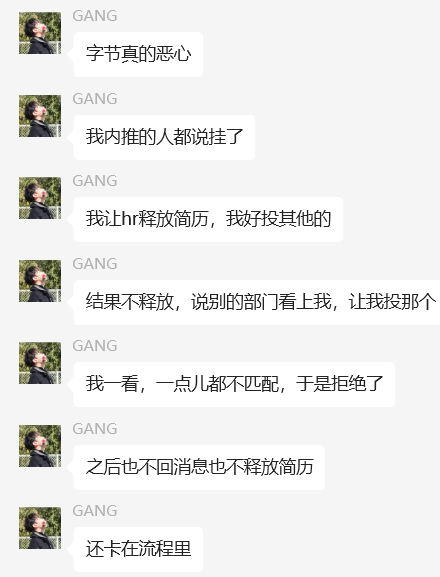 GANG
字节真的恶心
GANG
我内推的人都说挂了
GANG
我让hr释放简历，我好投其他的
GANG
结果不释放，说别的部门看上我，让我投那个
GANG
我一看，一点儿都不匹配，于是拒绝了
GANG
之后也不回消息也不释放简历
GANG
还卡在流程里